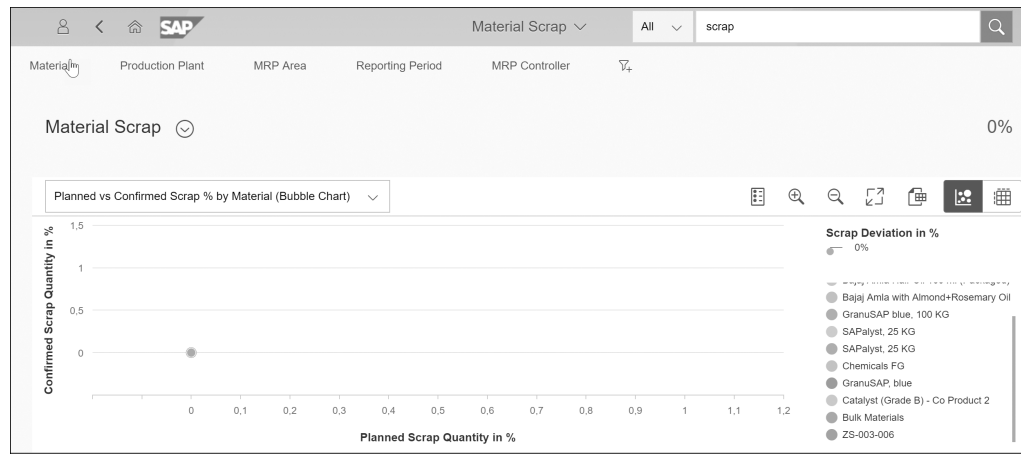 SAP
Material Scrap
All
scrap
Material
Production Plant
MRP Area
Reporting Period
MRP Controller
Material Scrap
0%
Planned vs Confirmed Scrap % by Material (Bubble Chart)
Confirmed Scrap Quantity in %
1,5
1
0,5
0
0 0,1 0,2 0,3 0,4 0,5 0,6 0,7 0,8 0,9 1 1,1 1,2
Planned Scrap Quantity in %
Scrap Deviation in %
0%
Bajaj Amla with Almond+Rosemary Oil
GranuSAP blue, 100 KG
SAPalyst, 25 KG
SAPalyst, 25 KG
Chemicals FG
GranuSAP, blue
Catalyst (Grade B) - Co Product 2
Bulk Materials
ZS-003-006